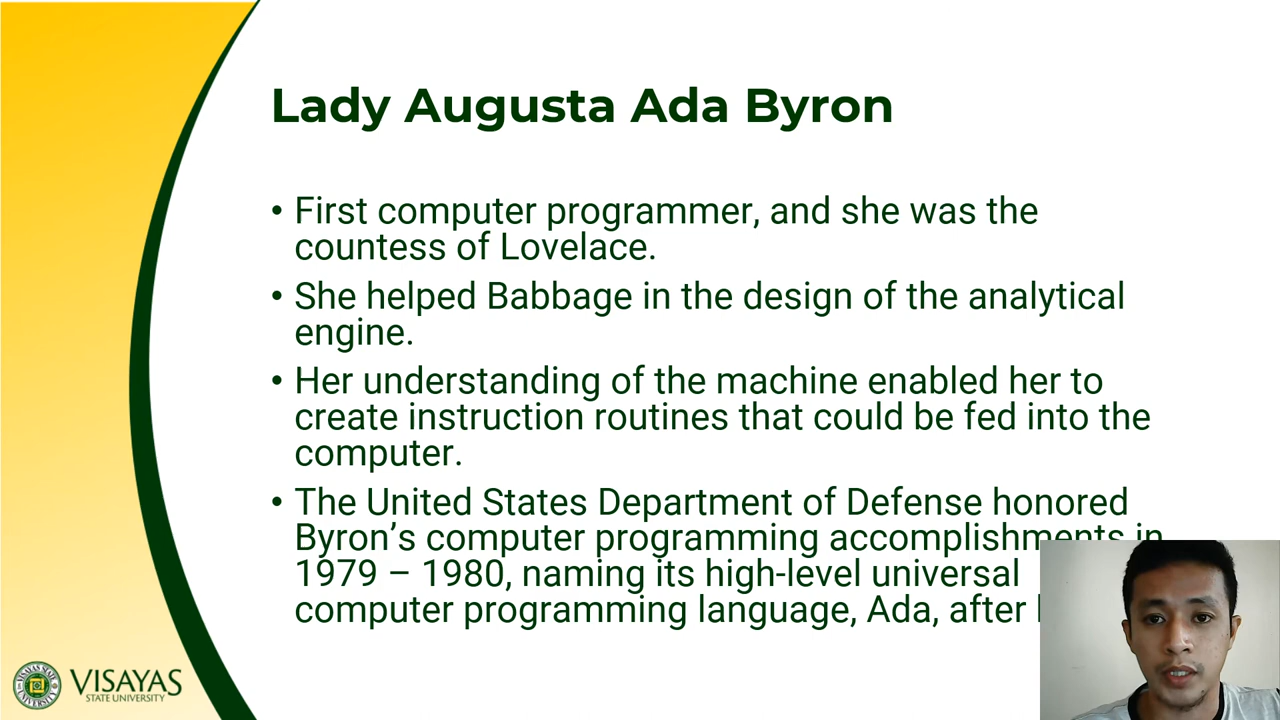 Lady Augusta Ada Byron
• First computer programmer, and she was the
countess of Lovelace.
• She helped Babbage in the design of the analytical
engine.
• Her understanding of the machine enabled her to
create instruction routines that could be fed into the
computer.
• The United States Department of Defense honored
Byron’s computer programming accomplishments in
1979 – 1980, naming its high-level universal
computer programming language, Ada, after
VISAYAS
STATE UNIVERSITY